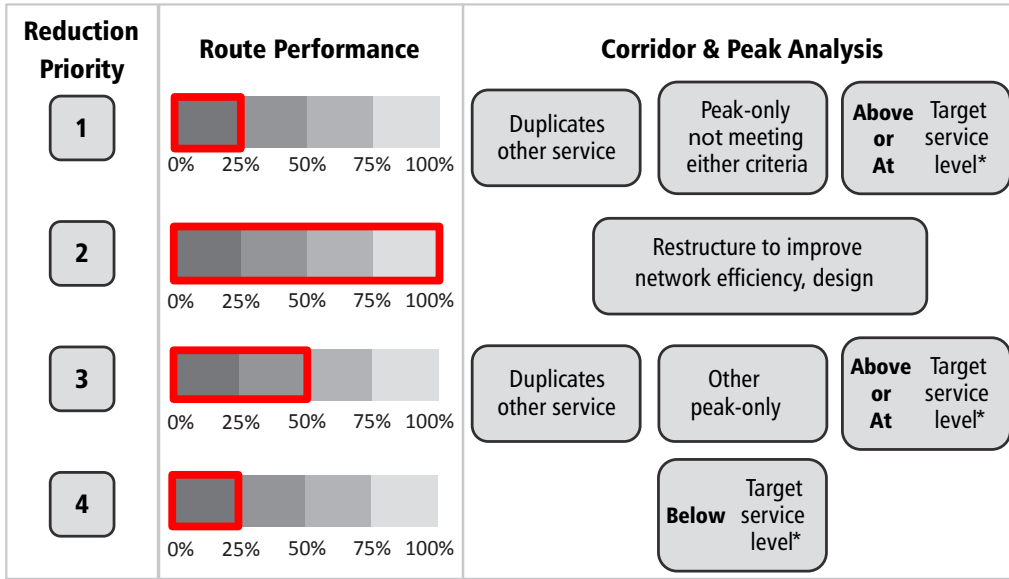 Reduction
Priority
Route Performance
Corridor & Peak Analysis
1
0% 25% 50% 75% 100%
Duplicates
other service
Peak-only
not meeting
either criteria
Above
or
At
Target
service
level*
2
0% 25% 50% 75% 100%
Restructure to improve
network efficiency, design
3
0% 25% 50% 75% 100%
Duplicates
other service
Other
peak-only
Above
or
At
Target
service
level*
4
0% 25% 50% 75% 100%
Below
Target
service
level*